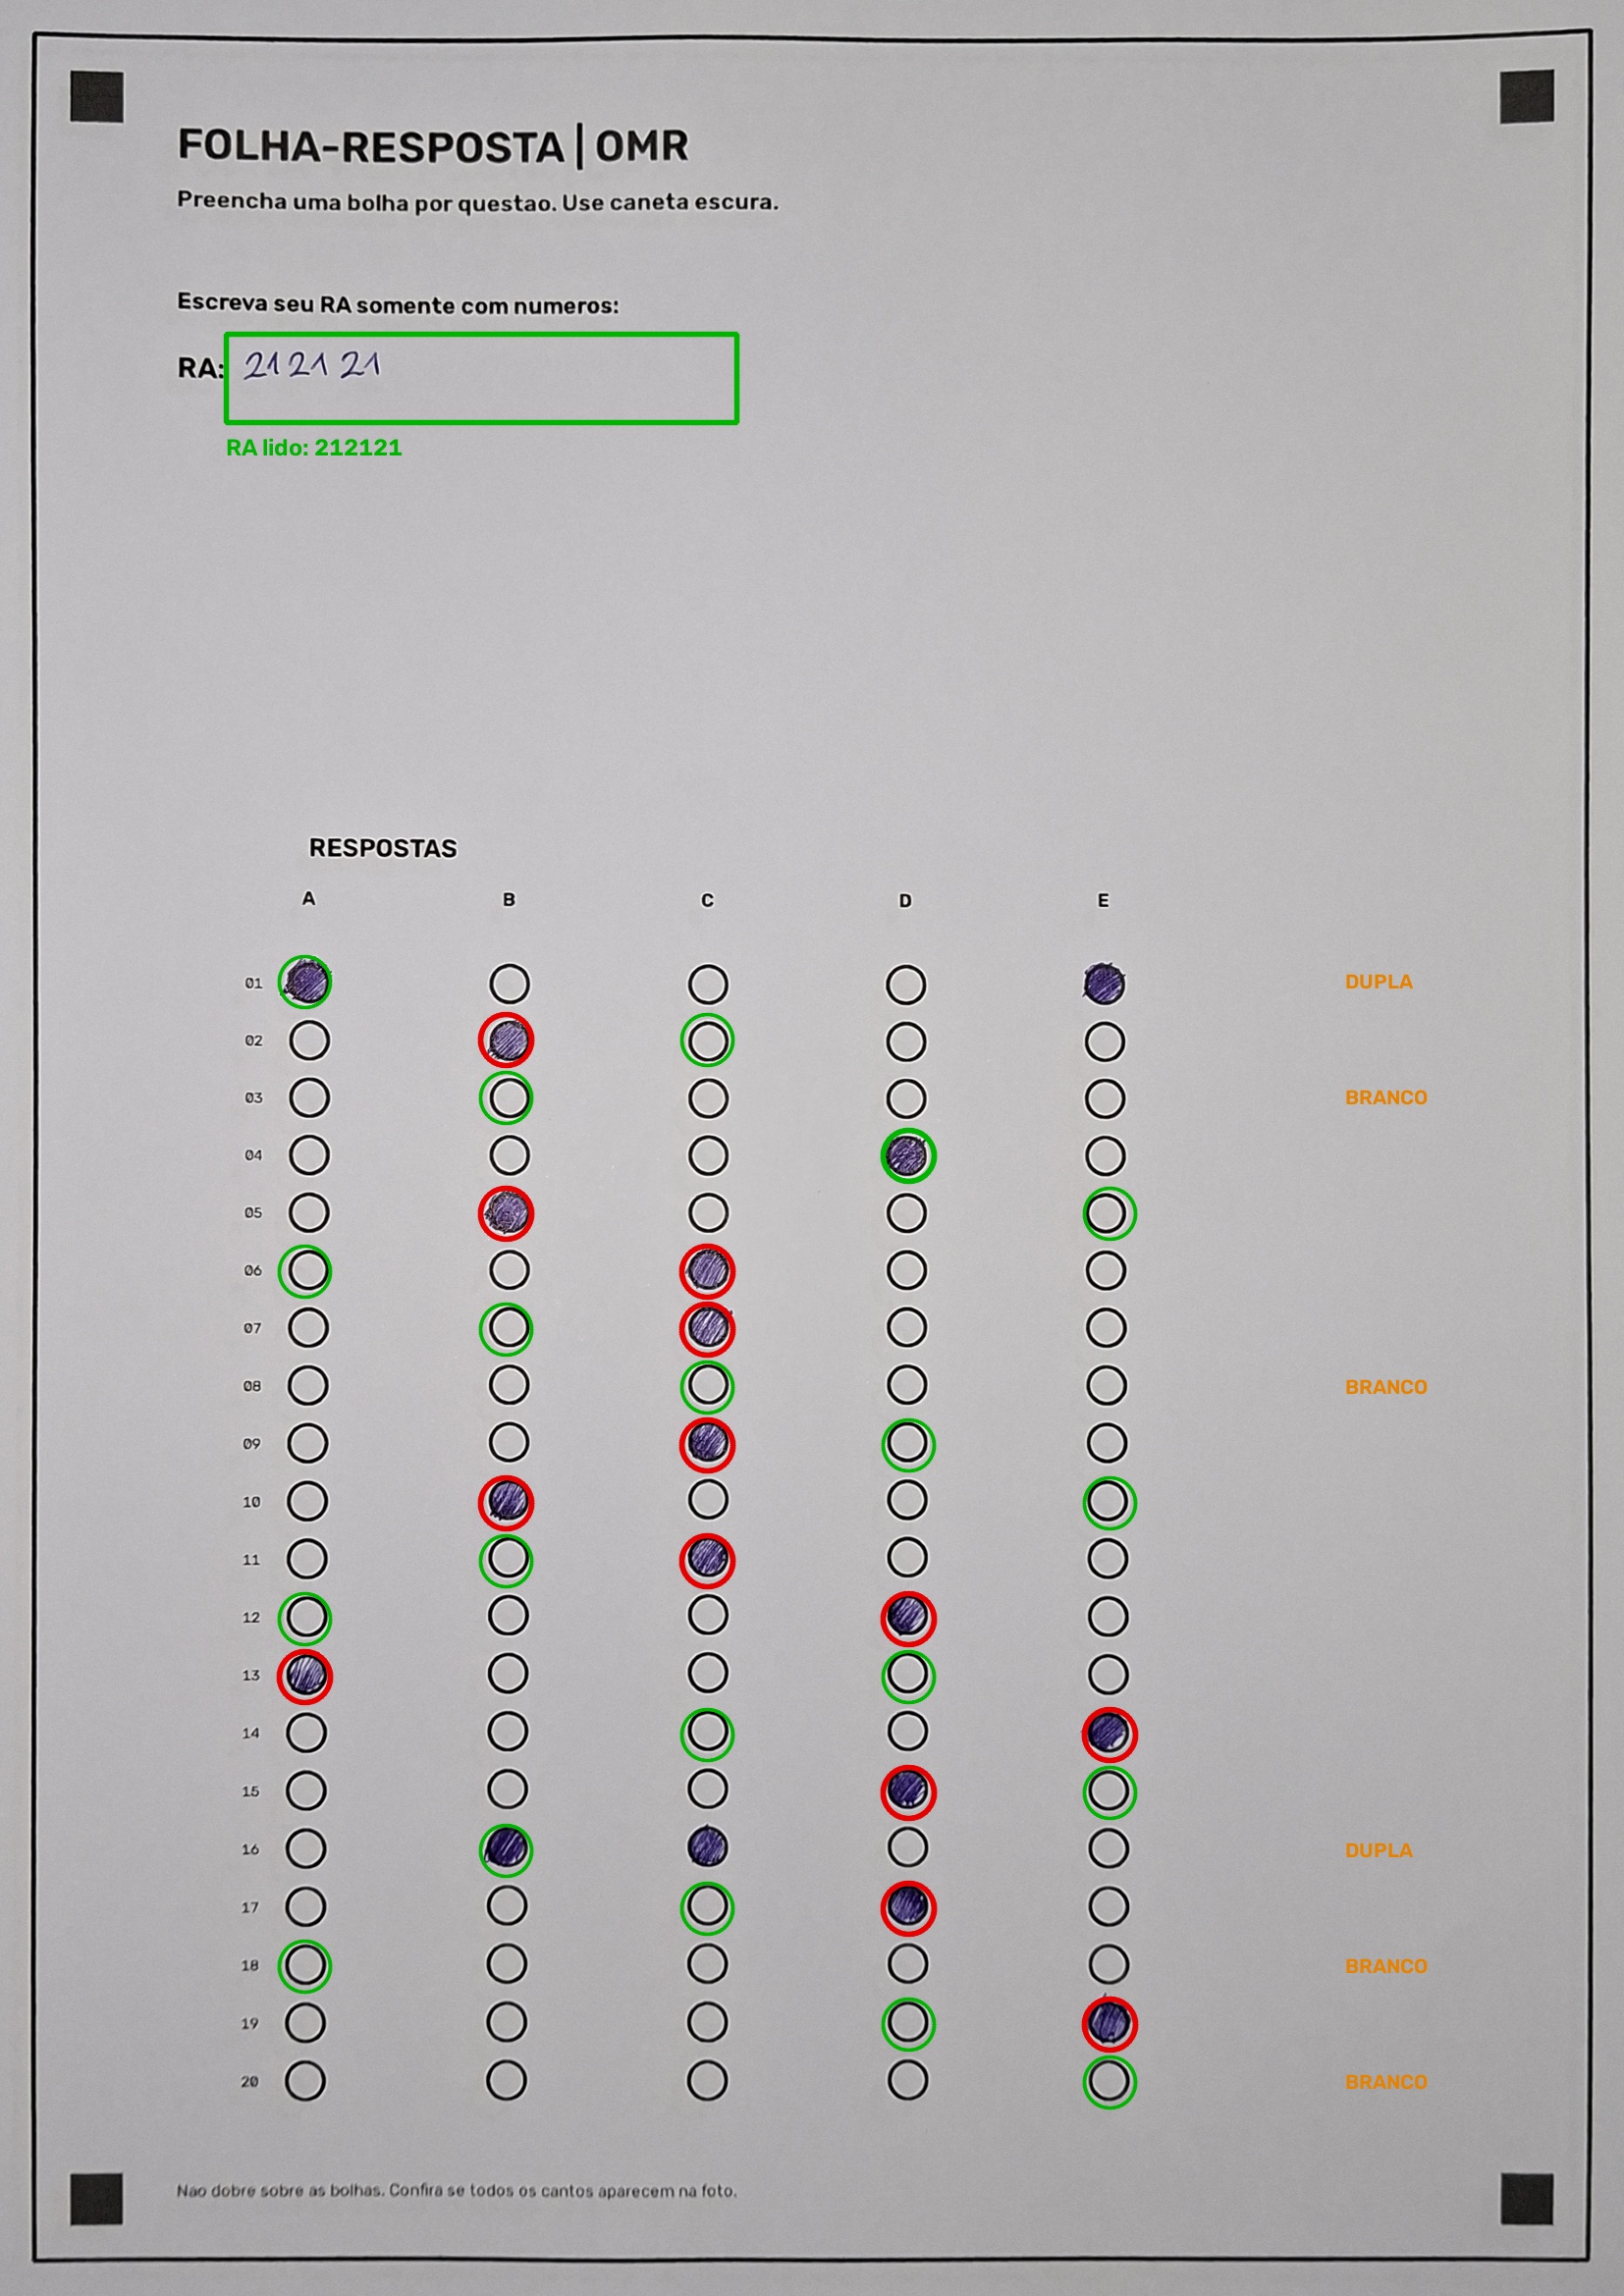 FOLHA-RESPOSTA | OMR
Preencha uma bolha por questao. Use caneta escura.
Escreva seu RA somente com numeros:
RA: 212121
RA lido: 212121
RESPOSTAS
A B C D E
01 DUPLA
02
03 BRANCO
04
05
06
07
08 BRANCO
09
10
11
12
13
14
15
16 DUPLA
17
18 BRANCO
19
20 BRANCO
Nao dobre sobre as bolhas. Confira se todos os cantos aparecem na foto.